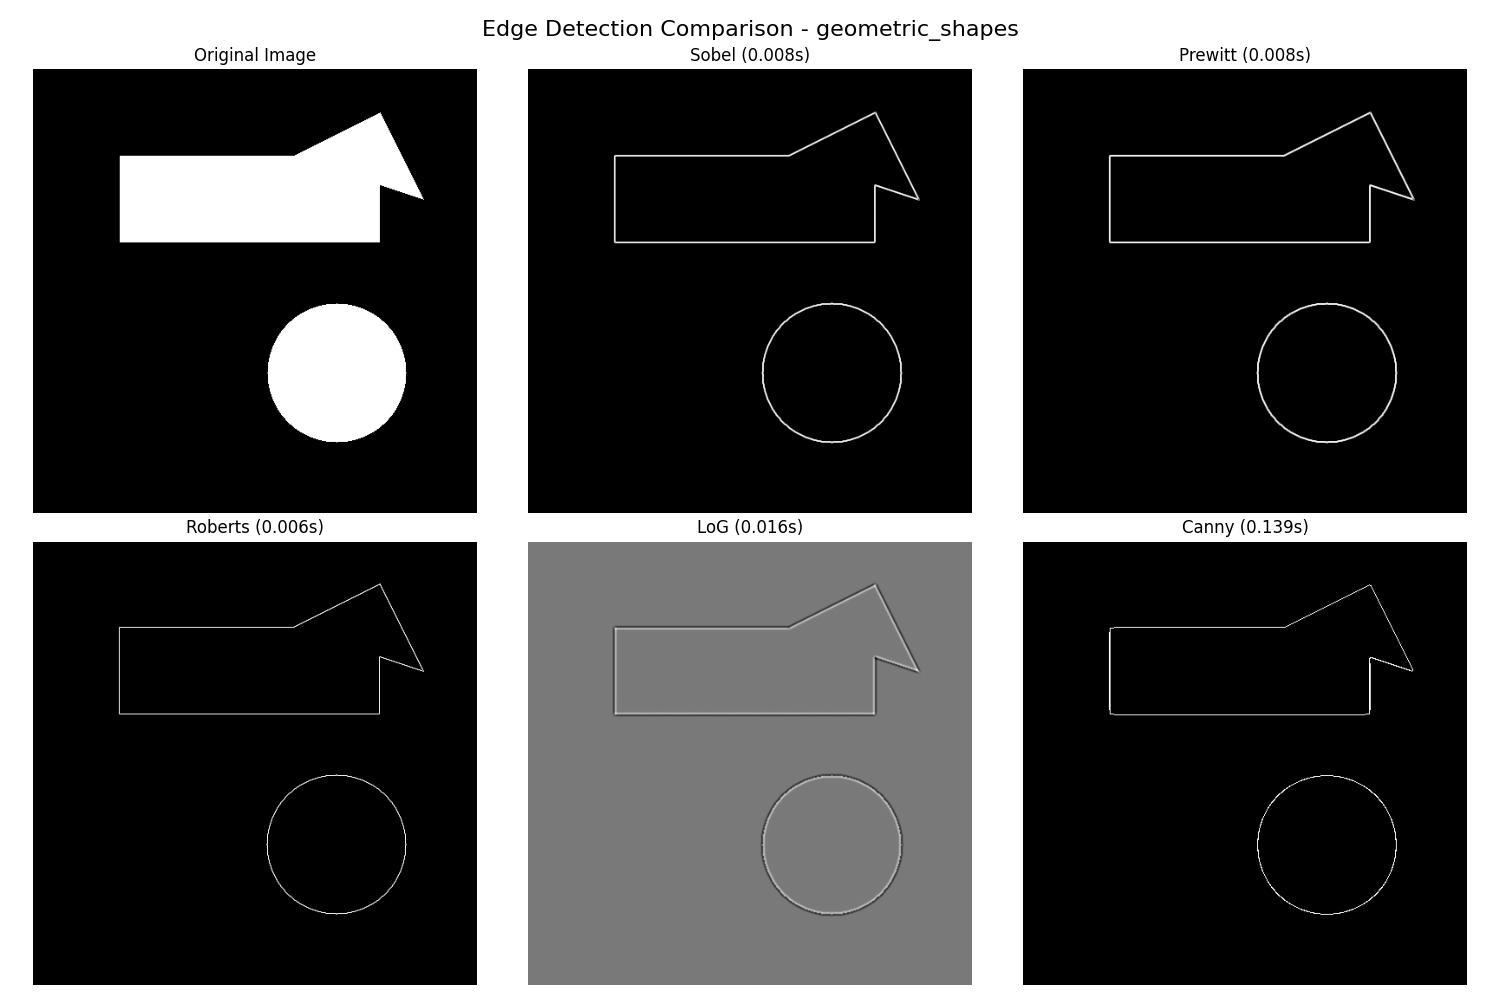 Edge Detection Comparison - geometric_shapes
Original Image
Sobel (0.008s)
Prewitt (0.008s)
Roberts (0.006s)
LoG (0.016s)
Canny (0.139s)